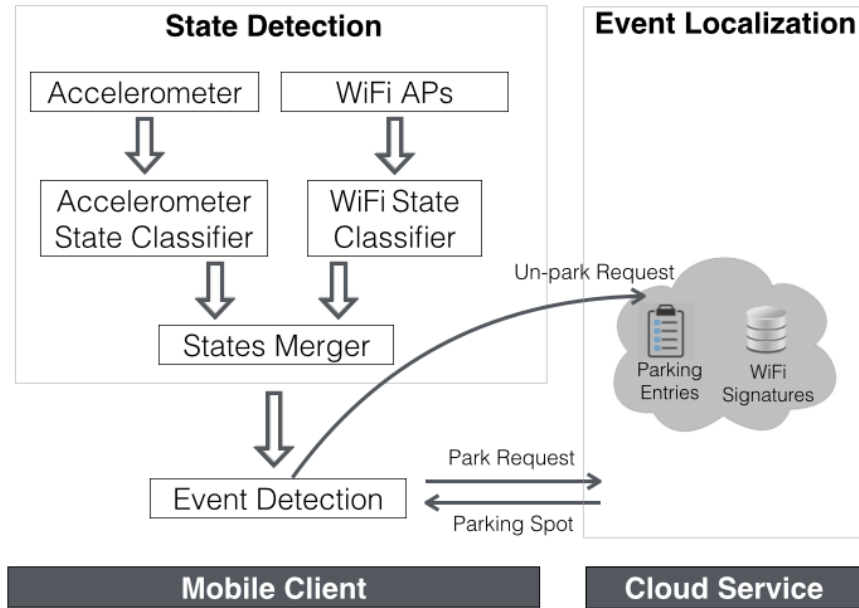 State Detection
Event Localization
Accelerometer
WiFi APs
Accelerometer
State Classifier
WiFi State
Classifier
Un-park Request
States Merger
Parking
Entries
WiFi
Signatures
Park Request
Event Detection
Parking Spot
Mobile Client
Cloud Service